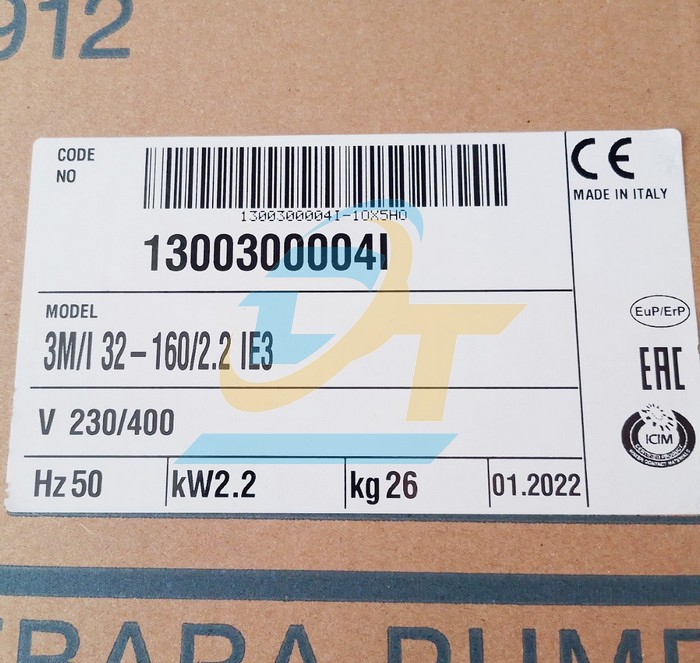 912
CODE
NO
1300300004I-10X5H0
1300300004I
MODEL
3M/I 32-160/2.2 IE3
V 230/400
Hz 50
kW2.2
kg 26
01.2022
CE
MADE IN ITALY
EuP/ErP
EAC
ICIM
DT